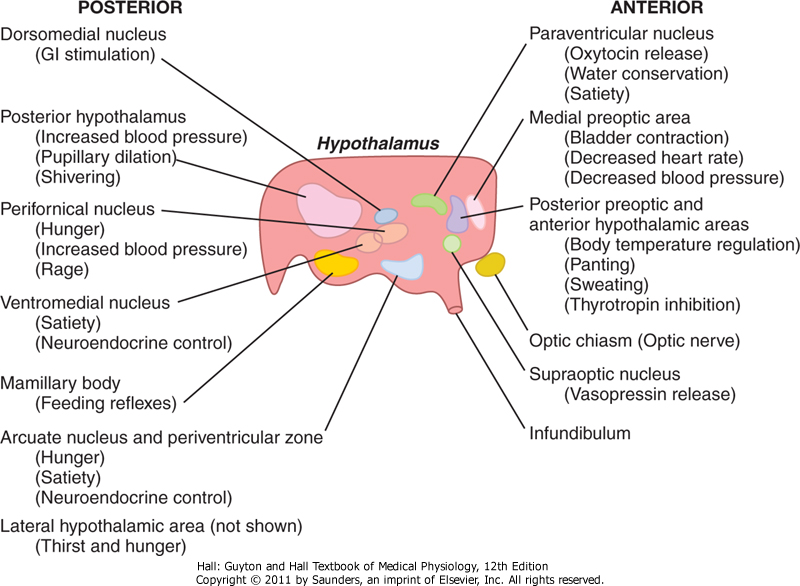 POSTERIOR
Dorsomedial nucleus
(GI stimulation)
Posterior hypothalamus
(Increased blood pressure)
(Pupillary dilation)
(Shivering)
Perifornical nucleus
(Hunger)
(Increased blood pressure)
(Rage)
Ventromedial nucleus
(Satiety)
(Neuroendocrine control)
Mamillary body
(Feeding reflexes)
Arcuate nucleus and periventricular zone
(Hunger)
(Satiety)
(Neuroendocrine control)
Lateral hypothalamic area (not shown)
(Thirst and hunger)
Hypothalamus
ANTERIOR
Paraventricular nucleus
(Oxytocin release)
(Water conservation)
(Satiety)
Medial preoptic area
(Bladder contraction)
(Decreased heart rate)
(Decreased blood pressure)
Posterior preoptic and
anterior hypothalamic areas
(Body temperature regulation)
(Panting)
(Sweating)
(Thyrotropin inhibition)
Optic chiasm (Optic nerve)
Supraoptic nucleus
(Vasopressin release)
Infundibulum
Hall: Guyton and Hall Textbook of Medical Physiology, 12th Edition
Copyright © 2011 by Saunders, an imprint of Elsevier, Inc. All rights reserved.